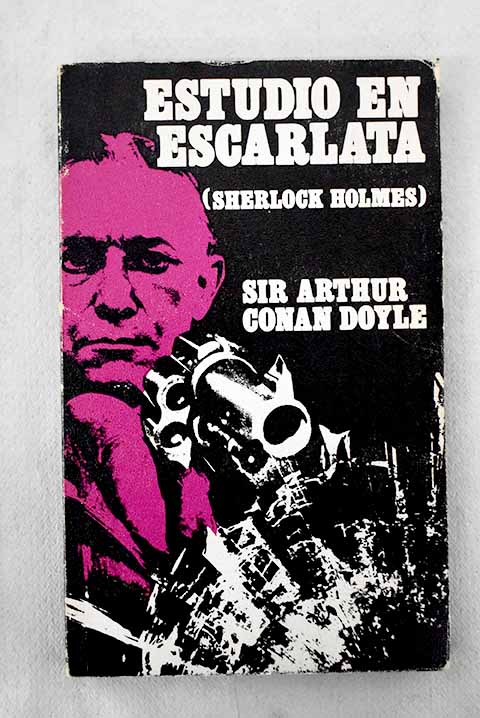 ESTUDIO EN
ESCARLATA
(SHERLOCK HOLMES)
SIR ARTHUR
CONAN DOYLE